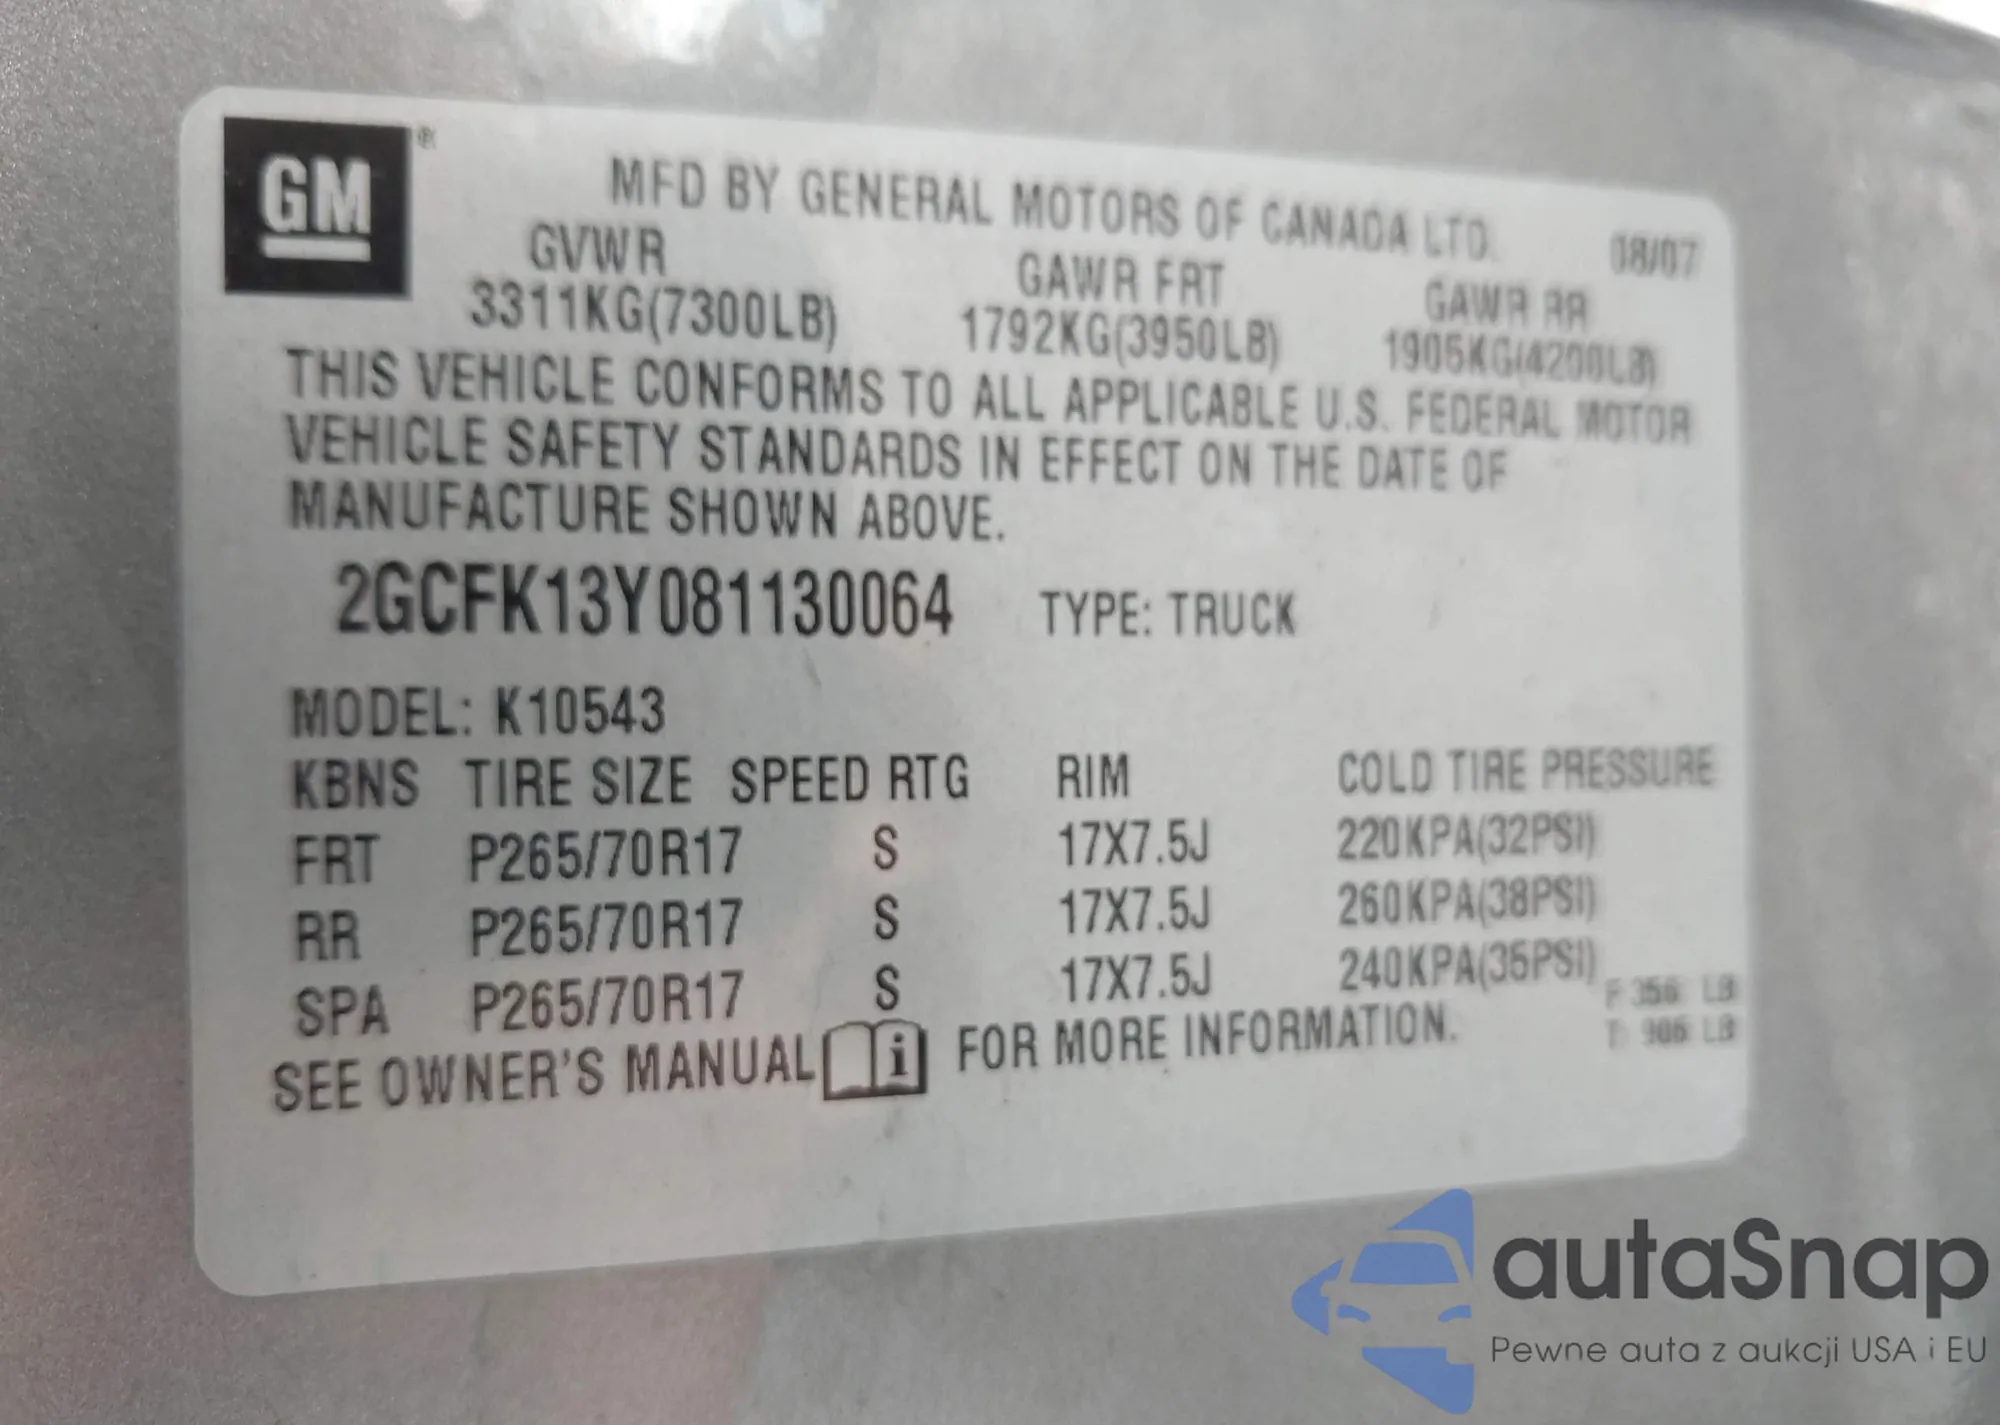 GM®
MFD BY GENERAL MOTORS OF CANADA LTD. 08/07
GVWR GAWR FRT GAWR RR
3311KG(7300LB) 1792KG(3950LB) 1905KG(4200LB)
THIS VEHICLE CONFORMS TO ALL APPLICABLE U.S. FEDERAL MOTOR
VEHICLE SAFETY STANDARDS IN EFFECT ON THE DATE OF
MANUFACTURE SHOWN ABOVE.
2GCFK13Y081130064 TYPE: TRUCK
MODEL: K10543
KBNS TIRE SIZE SPEED RTG RIM COLD TIRE PRESSURE
FRT P265/70R17 S 17X7.5J 220KPA(32PSI)
RR P265/70R17 S 17X7.5J 260KPA(38PSI)
SPA P265/70R17 S 17X7.5J 240KPA(35PSI)
F 356 LB
T: 906 LB
SEE OWNER'S MANUAL i FOR MORE INFORMATION.
autaSnap
Pewne auta z aukcji USA i EU